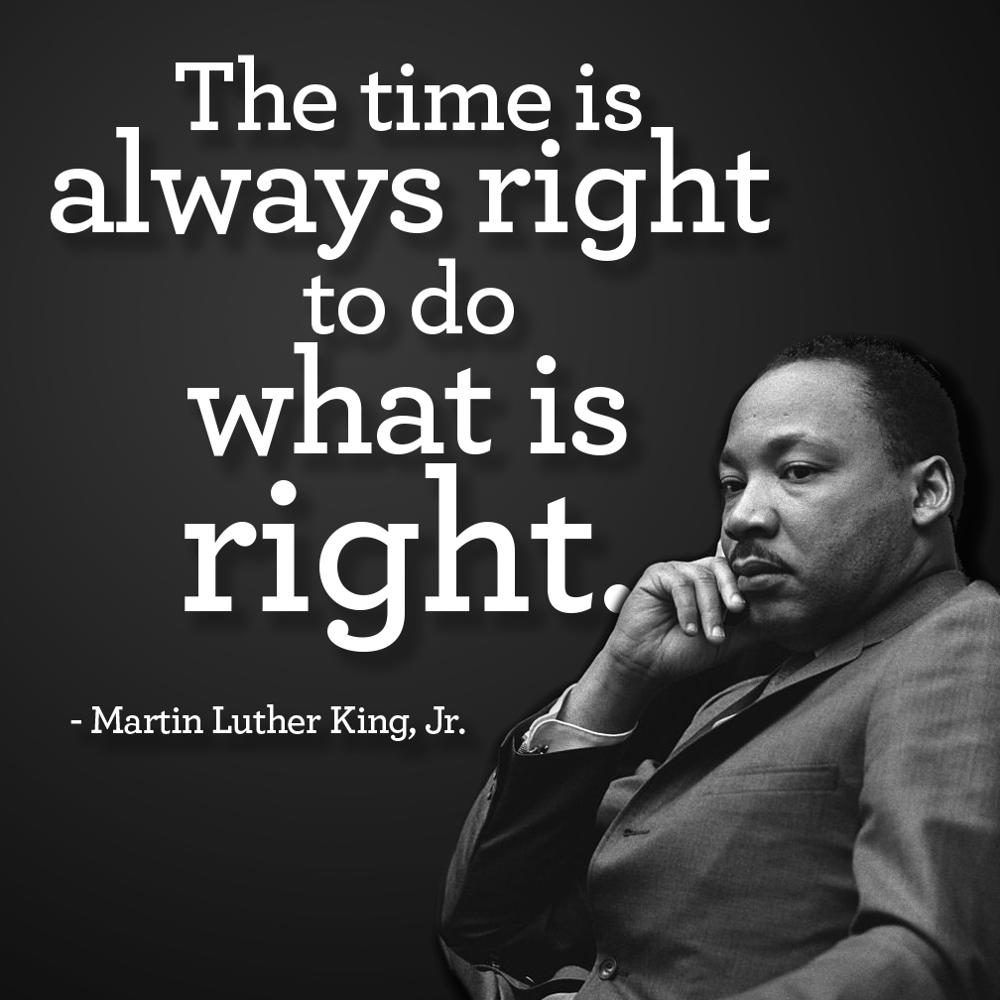 The time is
always right
to do
what is
right.
- Martin Luther King, Jr.